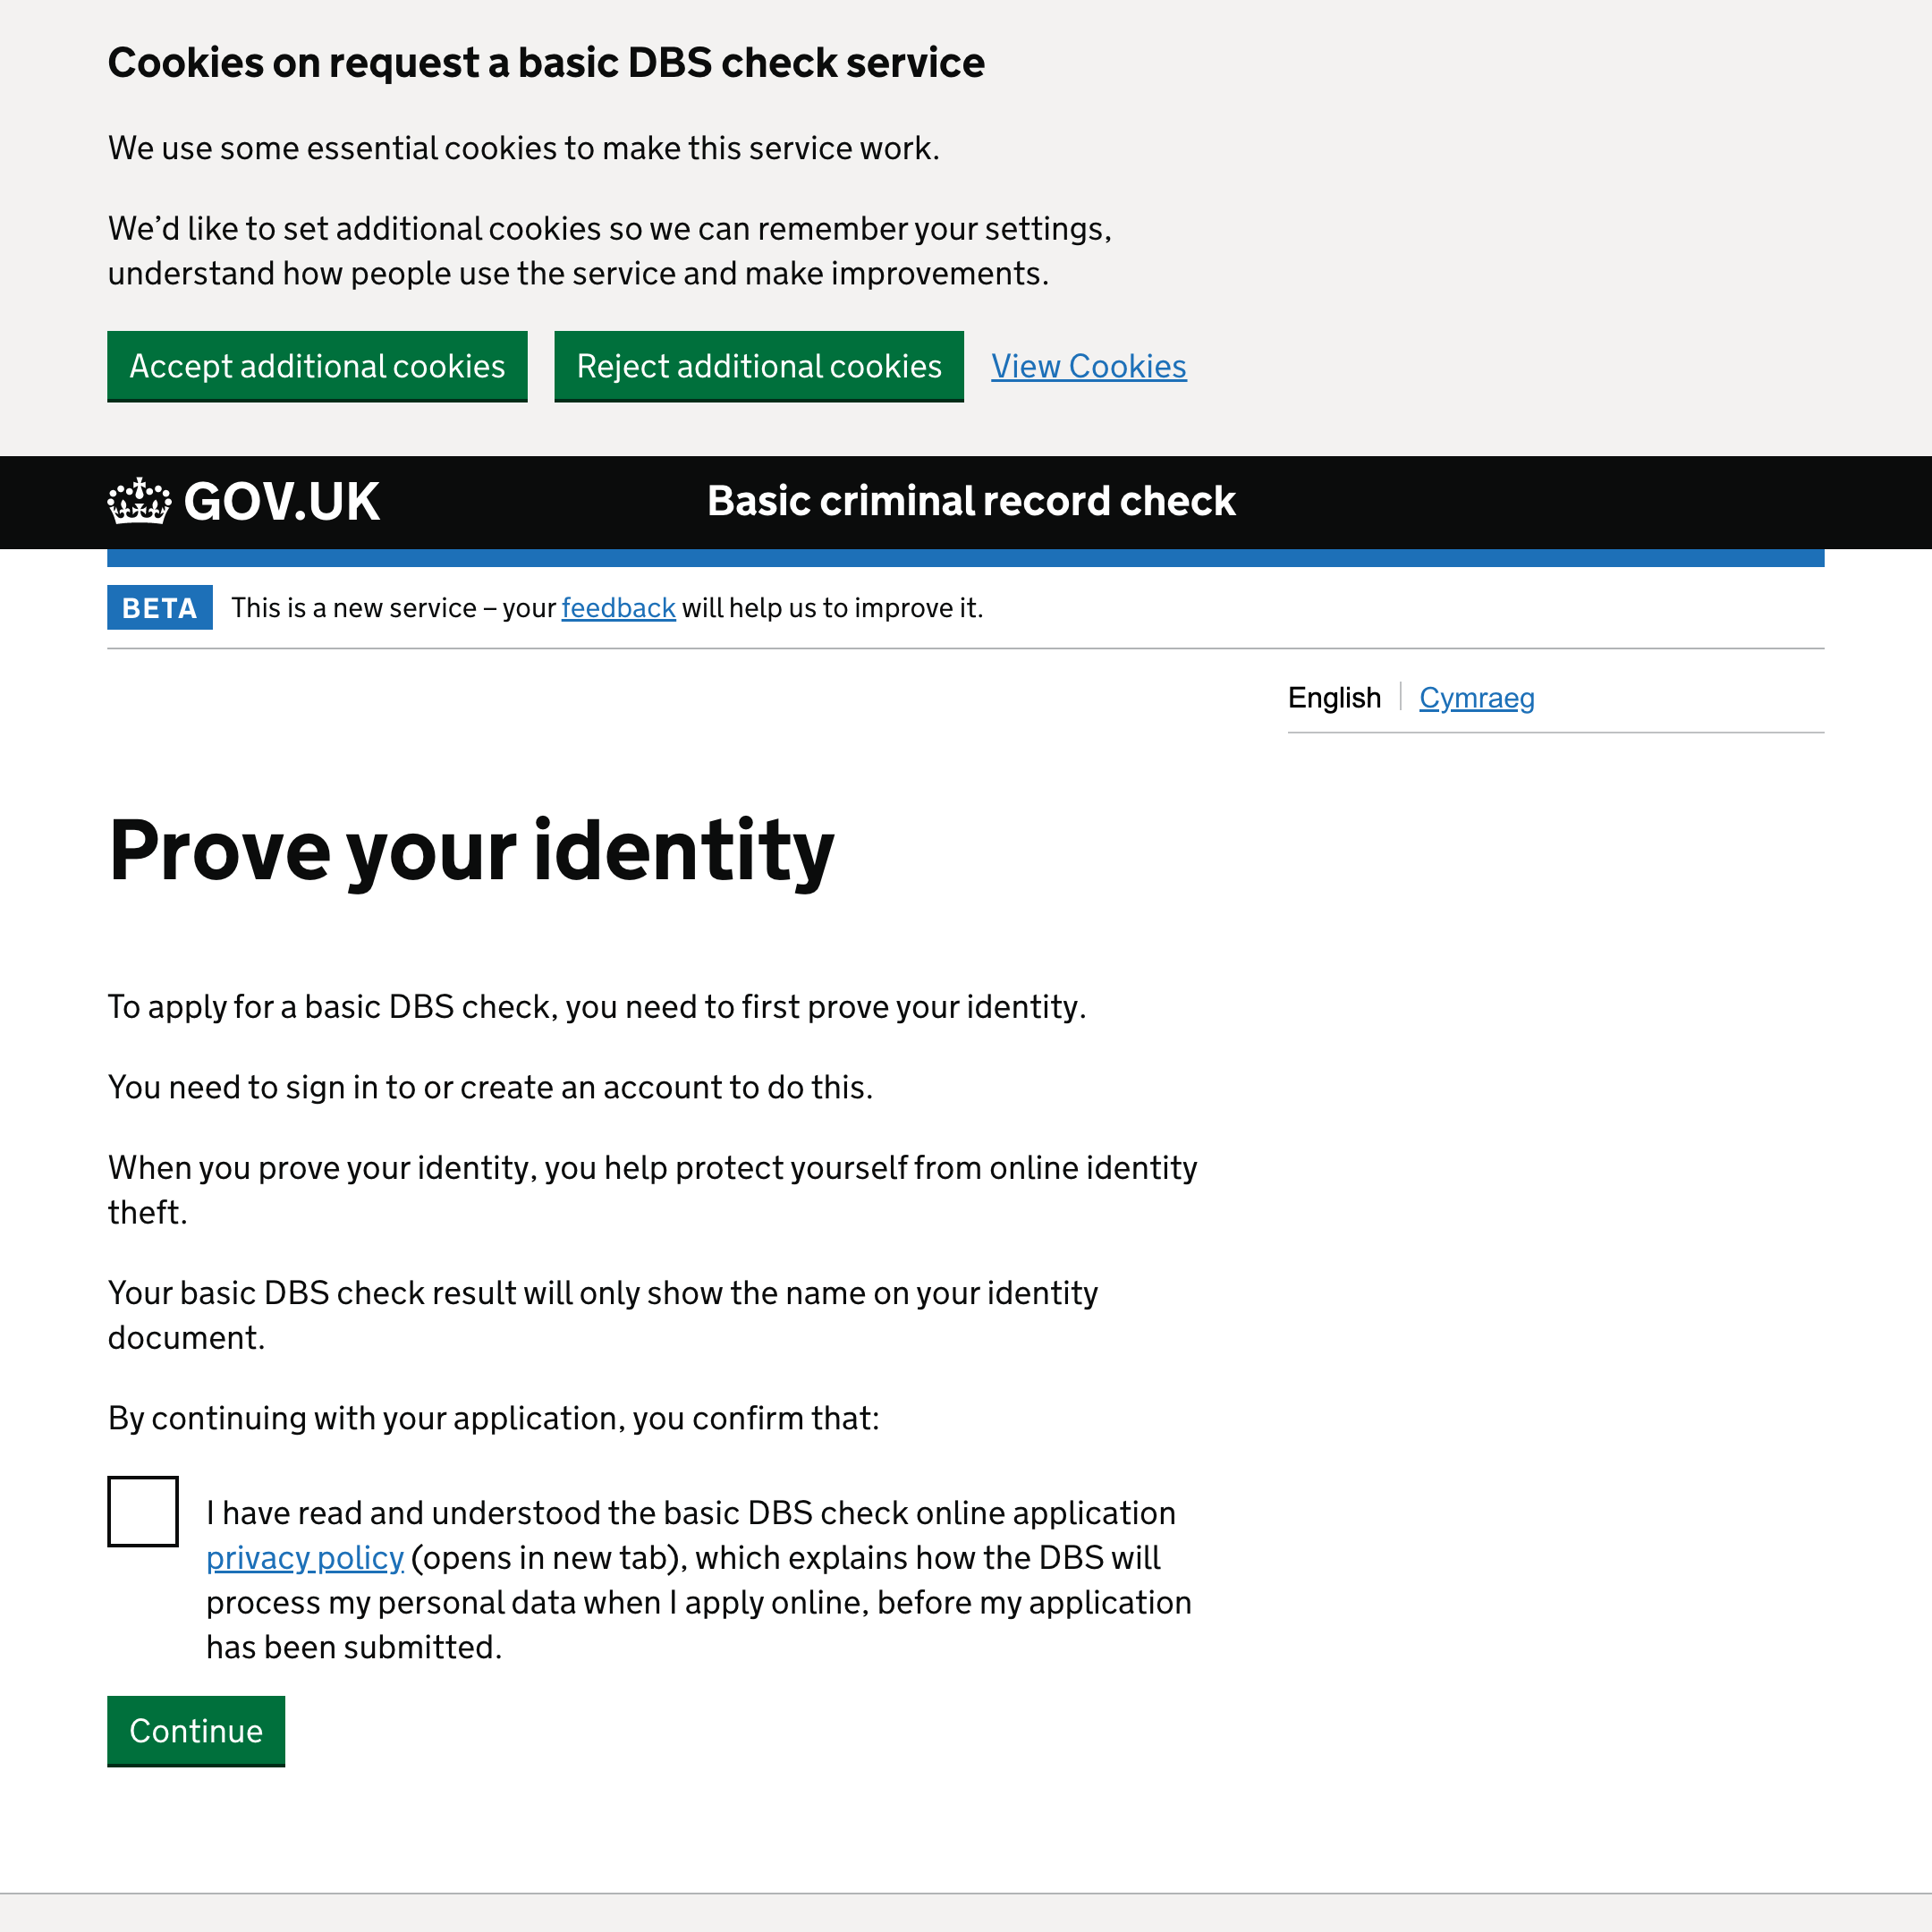 Cookies on request a basic DBS check service
We use some essential cookies to make this service work.
We’d like to set additional cookies so we can remember your settings,
understand how people use the service and make improvements.
Accept additional cookies Reject additional cookies View Cookies
GOV.UK Basic criminal record check
BETA This is a new service – your feedback will help us to improve it.
English Cymraeg
Prove your identity
To apply for a basic DBS check, you need to first prove your identity.
You need to sign in to or create an account to do this.
When you prove your identity, you help protect yourself from online identity
theft.
Your basic DBS check result will only show the name on your identity
document.
By continuing with your application, you confirm that:
I have read and understood the basic DBS check online application
privacy policy (opens in new tab), which explains how the DBS will
process my personal data when I apply online, before my application
has been submitted.
Continue